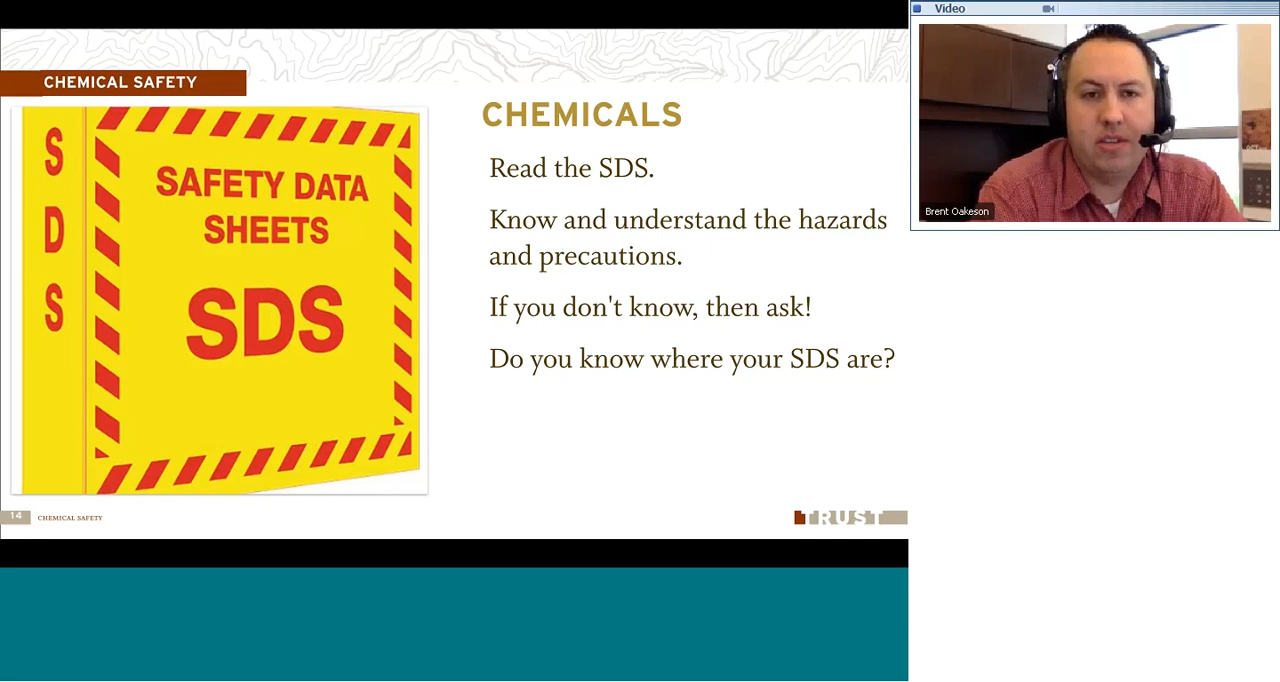 Video
CHEMICAL SAFETY
S
D
S
SAFETY DATA
SHEETS
SDS
CHEMICALS
Read the SDS.
Know and understand the hazards
and precautions.
If you don't know, then ask!
Do you know where your SDS are?
Brent Oakeson
OCT
14
CHEMICAL SAFETY
TRUST